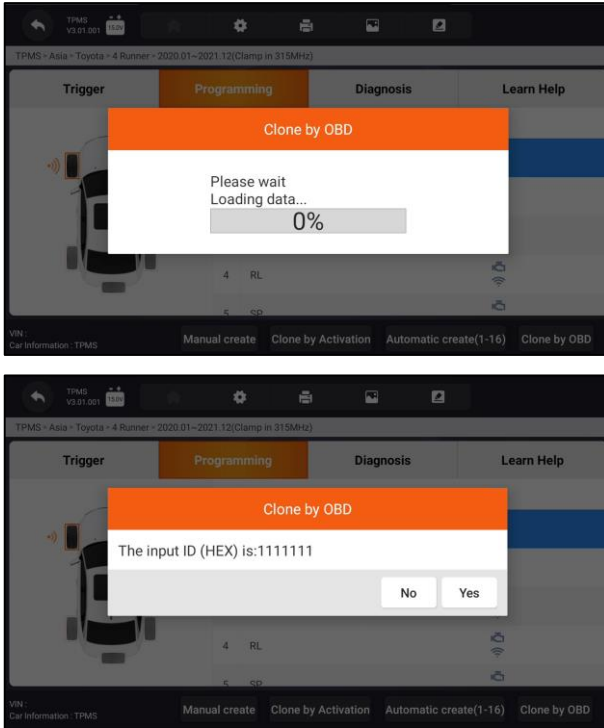 TPMS
V3.01.001
15.0V
TPMS > Asia > Toyota > 4 Runner > 2020.01~2021.12(Clamp in 315MHz)
Trigger Programming Diagnosis Learn Help
Clone by OBD
Please wait
Loading data...
0%
4 RL
5 SP
VIN :
Car Information : TPMS
Manual create Clone by Activation Automatic create(1-16) Clone by OBD
TPMS
V3.01.001
15.0V
TPMS > Asia > Toyota > 4 Runner > 2020.01~2021.12(Clamp in 315MHz)
Trigger Programming Diagnosis Learn Help
Clone by OBD
The input ID (HEX) is:1111111
No Yes
4 RL
5 SP
VIN :
Car Information : TPMS
Manual create Clone by Activation Automatic create(1-16) Clone by OBD